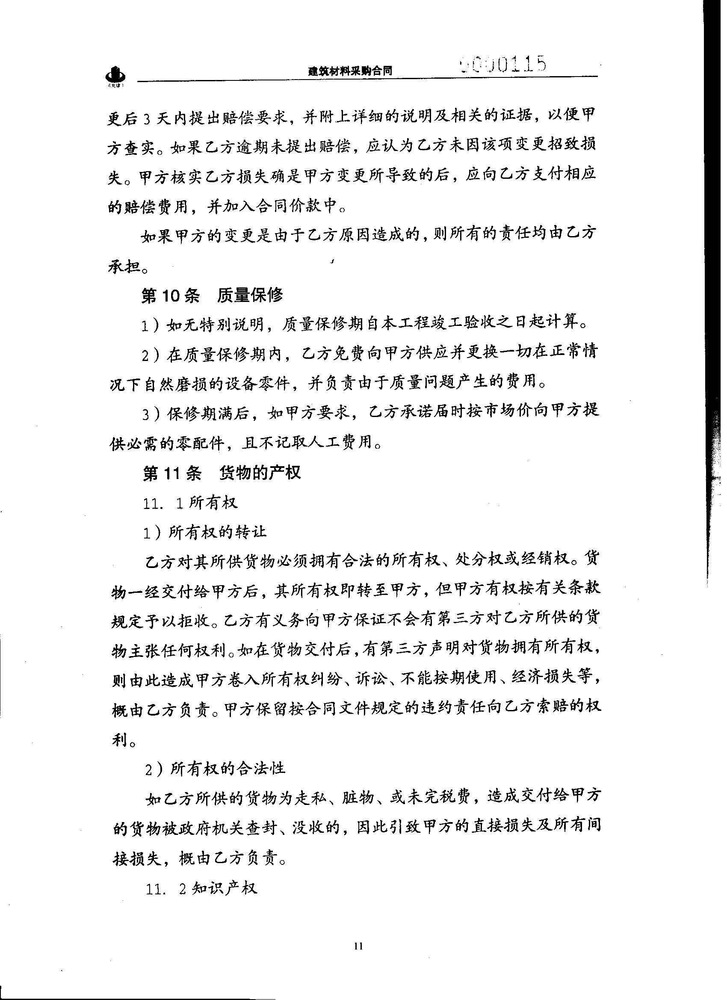 建筑材料采购合同
000115
更后 3 天内提出赔偿要求，并附上详细的说明及相关的证据，以便甲
方查实。如果乙方逾期未提出赔偿，应认为乙方未因该项变更招致损
失。甲方核实乙方损失确是甲方变更所导致的后，应向乙方支付相应
的赔偿费用，并加入合同价款中。
如果甲方的变更是由于乙方原因造成的，则所有的责任均由乙方
承担。
第 10 条　质量保修
1）如无特别说明，质量保修期自本工程竣工验收之日起计算。
2）在质量保修期内，乙方免费向甲方供应并更换一切在正常情
况下自然磨损的设备零件，并负责由于质量问题产生的费用。
3）保修期满后，如甲方要求，乙方承诺届时按市场价向甲方提
供必需的零配件，且不记取人工费用。
第 11 条　货物的产权
11．1 所有权
1）所有权的转让
乙方对其所供货物必须拥有合法的所有权、处分权或经销权。货
物一经交付给甲方后，其所有权即转至甲方，但甲方有权按有关条款
规定予以拒收。乙方有义务向甲方保证不会有第三方对乙方所供的货
物主张任何权利。如在货物交付后，有第三方声明对货物拥有所有权，
则由此造成甲方卷入所有权纠纷、诉讼、不能按期使用、经济损失等，
概由乙方负责。甲方保留按合同文件规定的违约责任向乙方索赔的权
利。
2）所有权的合法性
如乙方所供的货物为走私、脏物、或未完税费，造成交付给甲方
的货物被政府机关查封、没收的，因此引致甲方的直接损失及所有间
接损失，概由乙方负责。
11．2 知识产权
11